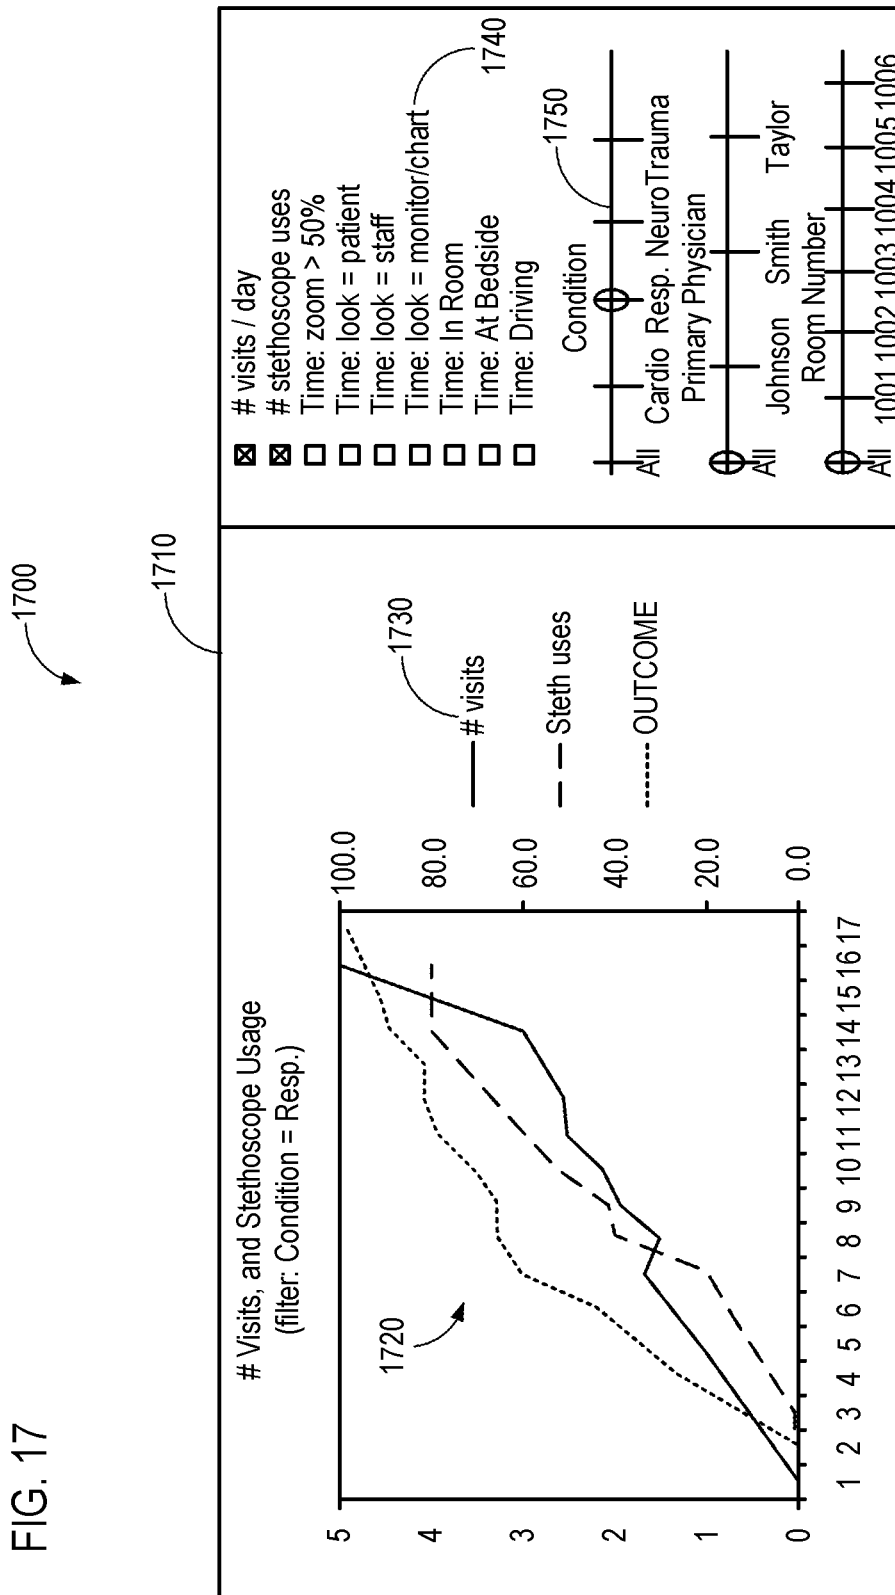 FIG. 17
1700
1710
# Visits, and Stethoscope Usage
(filter: Condition = Resp.)
1720
5
4
3
2
1
0
100.0
80.0
60.0
40.0
20.0
0.0
1 2 3 4 5 6 7 8 9 10 11 12 13 14 15 16 17
1730
# visits
Steth uses
OUTCOME
# visits / day
# stethoscope uses
Time: zoom > 50%
Time: look = patient
Time: look = staff
Time: look = monitor/chart
Time: In Room
Time: At Bedside
Time: Driving
1740
Condition
1750
All Cardio Resp. Neuro Trauma
Primary Physician
All Johnson Smith Taylor
Room Number
All 1001 1002 1003 1004 1005 1006